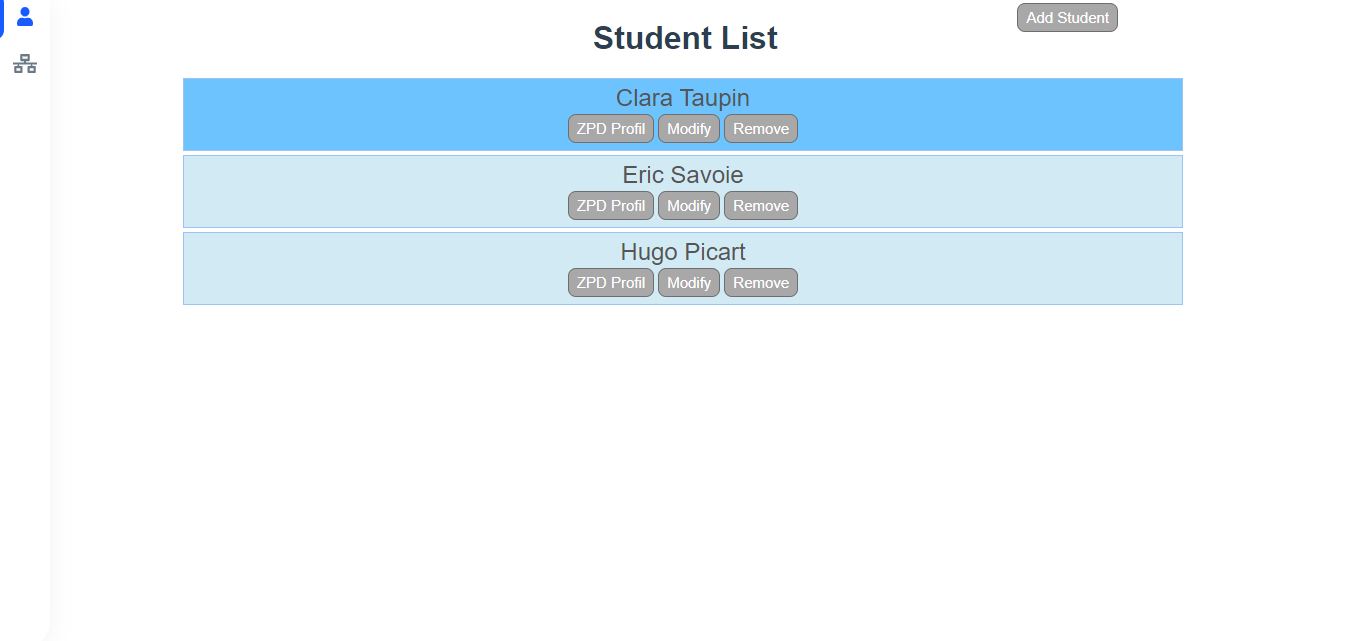 Add Student
Student List
Clara Taupin
ZPD Profil Modify Remove
Eric Savoie
ZPD Profil Modify Remove
Hugo Picart
ZPD Profil Modify Remove